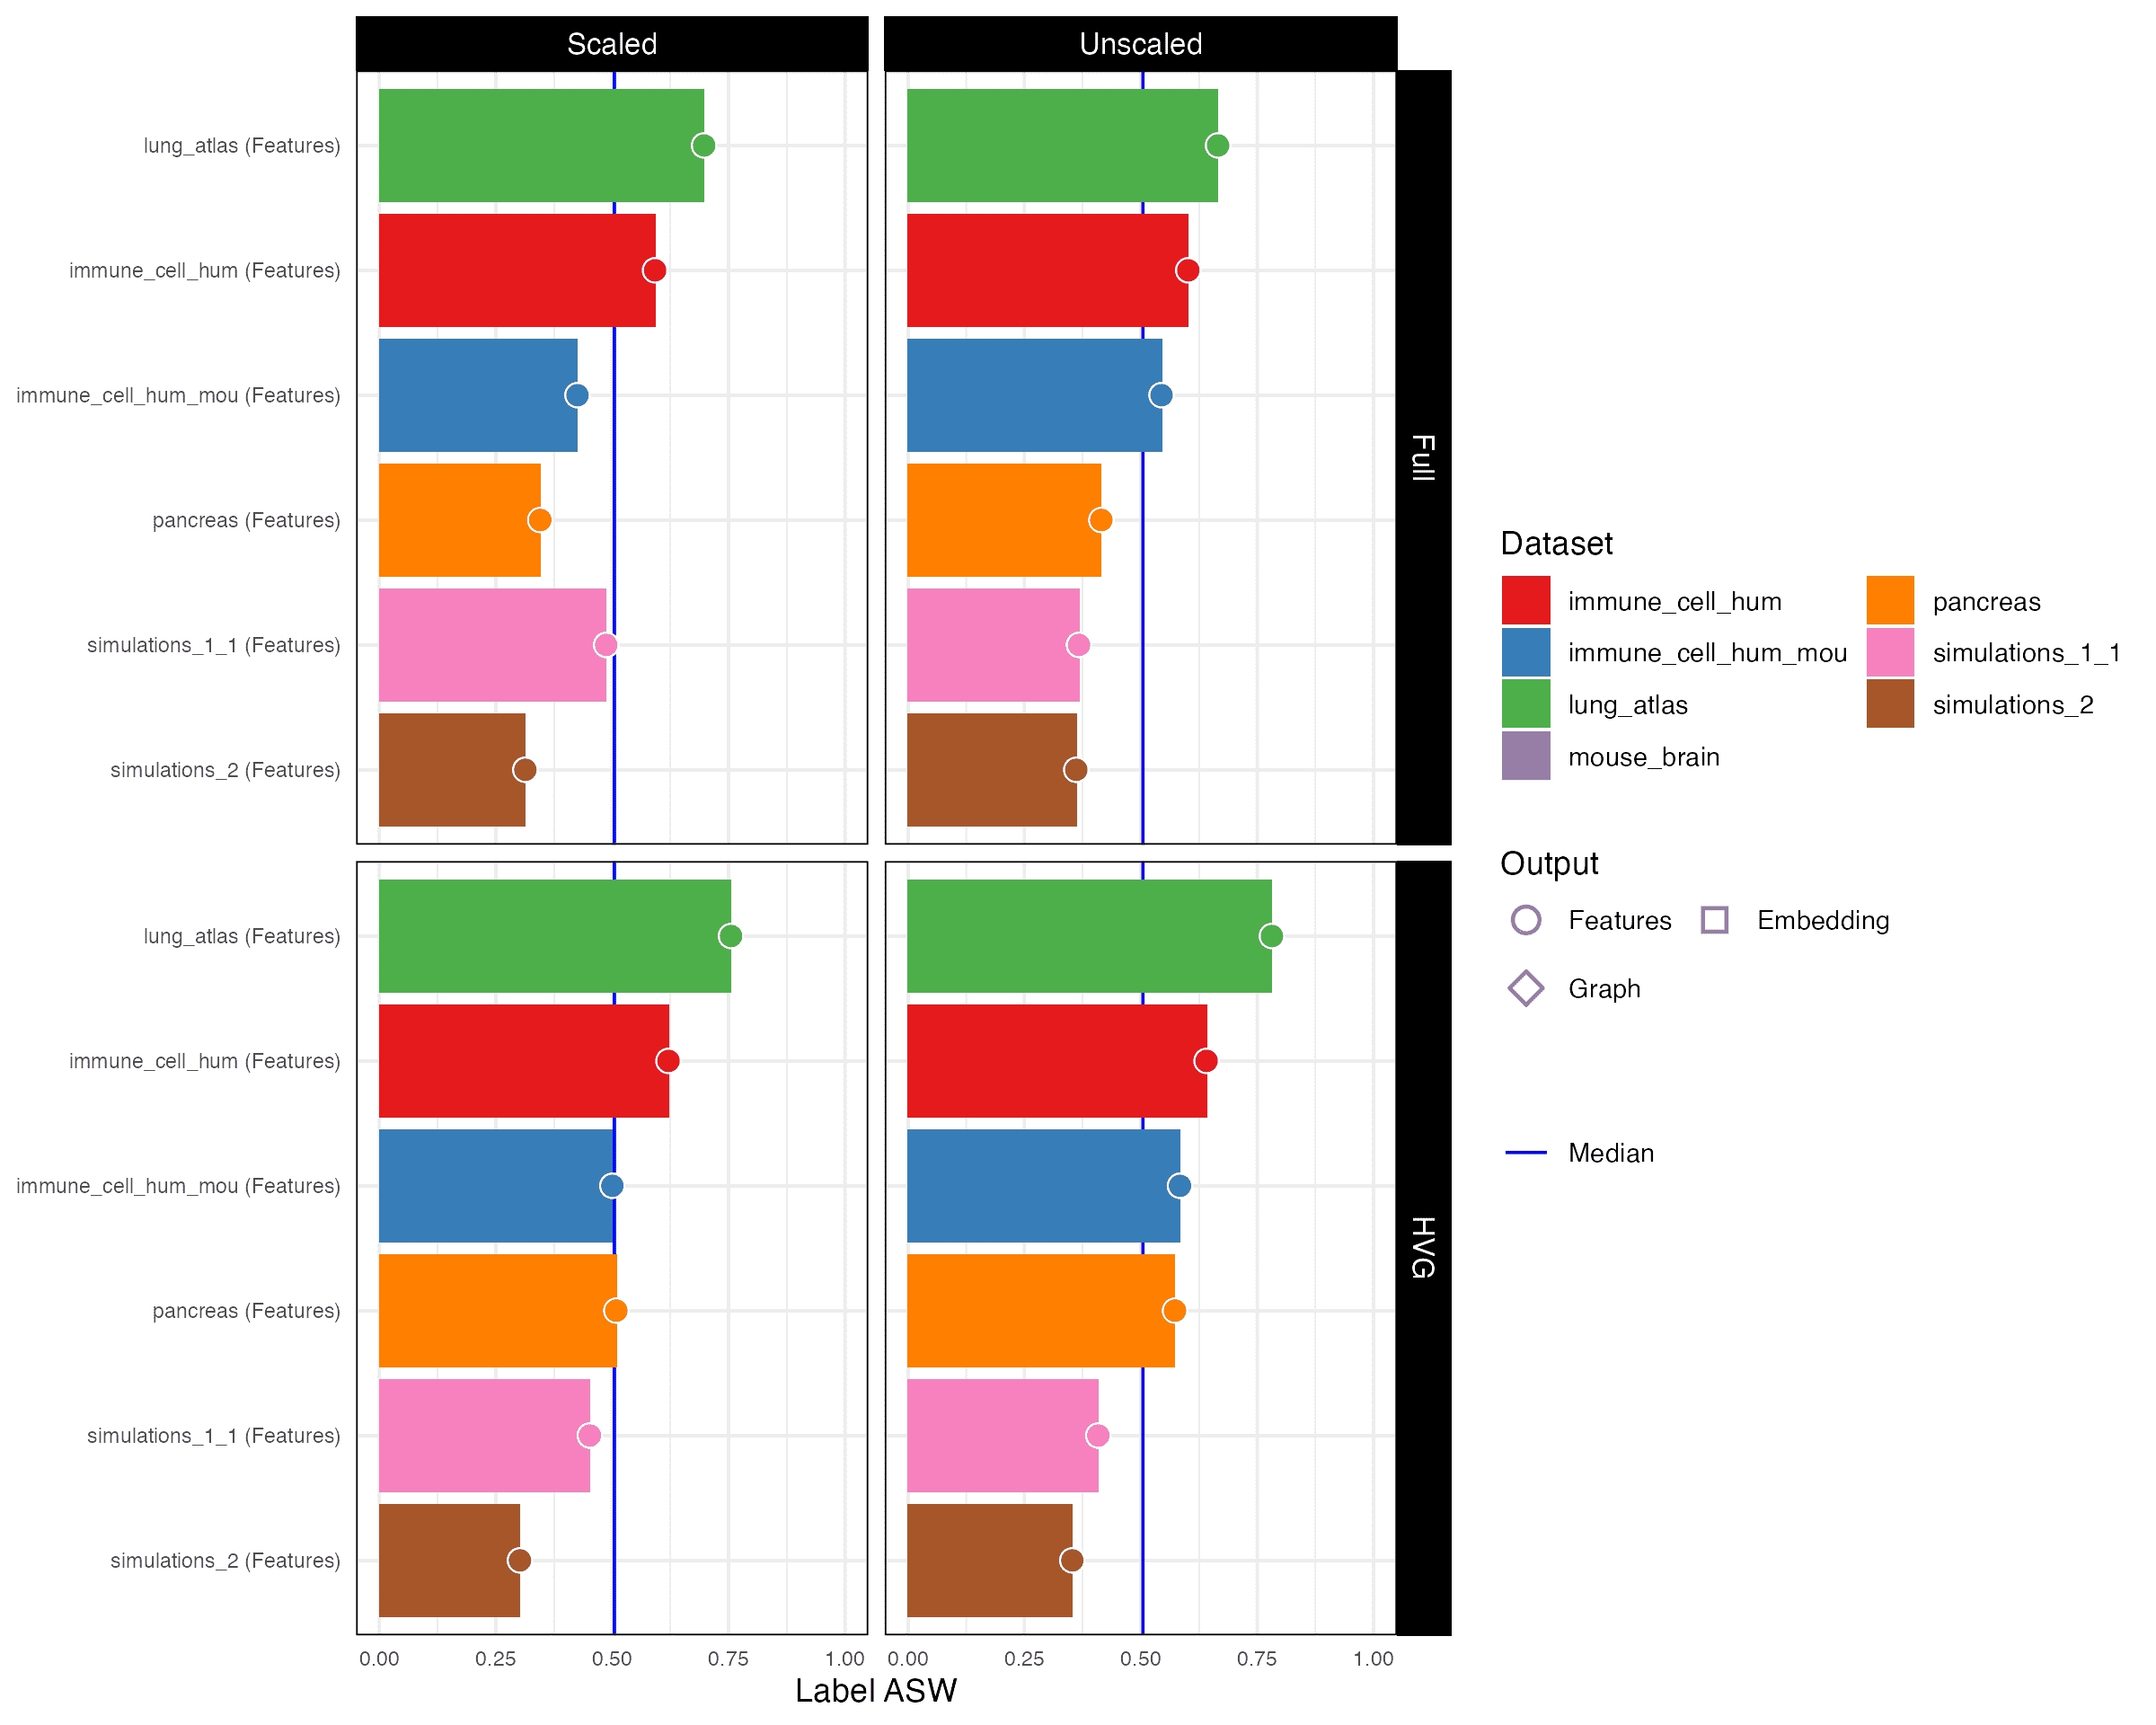 Scaled
Unscaled
lung_atlas (Features)
immune_cell_hum (Features)
immune_cell_hum_mou (Features)
pancreas (Features)
simulations_1_1 (Features)
simulations_2 (Features)
Full
lung_atlas (Features)
immune_cell_hum (Features)
immune_cell_hum_mou (Features)
pancreas (Features)
simulations_1_1 (Features)
simulations_2 (Features)
HVG
0.00 0.25 0.50 0.75 1.00
0.00 0.25 0.50 0.75 1.00
Label ASW
Dataset
immune_cell_hum
immune_cell_hum_mou
lung_atlas
mouse_brain
pancreas
simulations_1_1
simulations_2
Output
Features
Embedding
Graph
Median